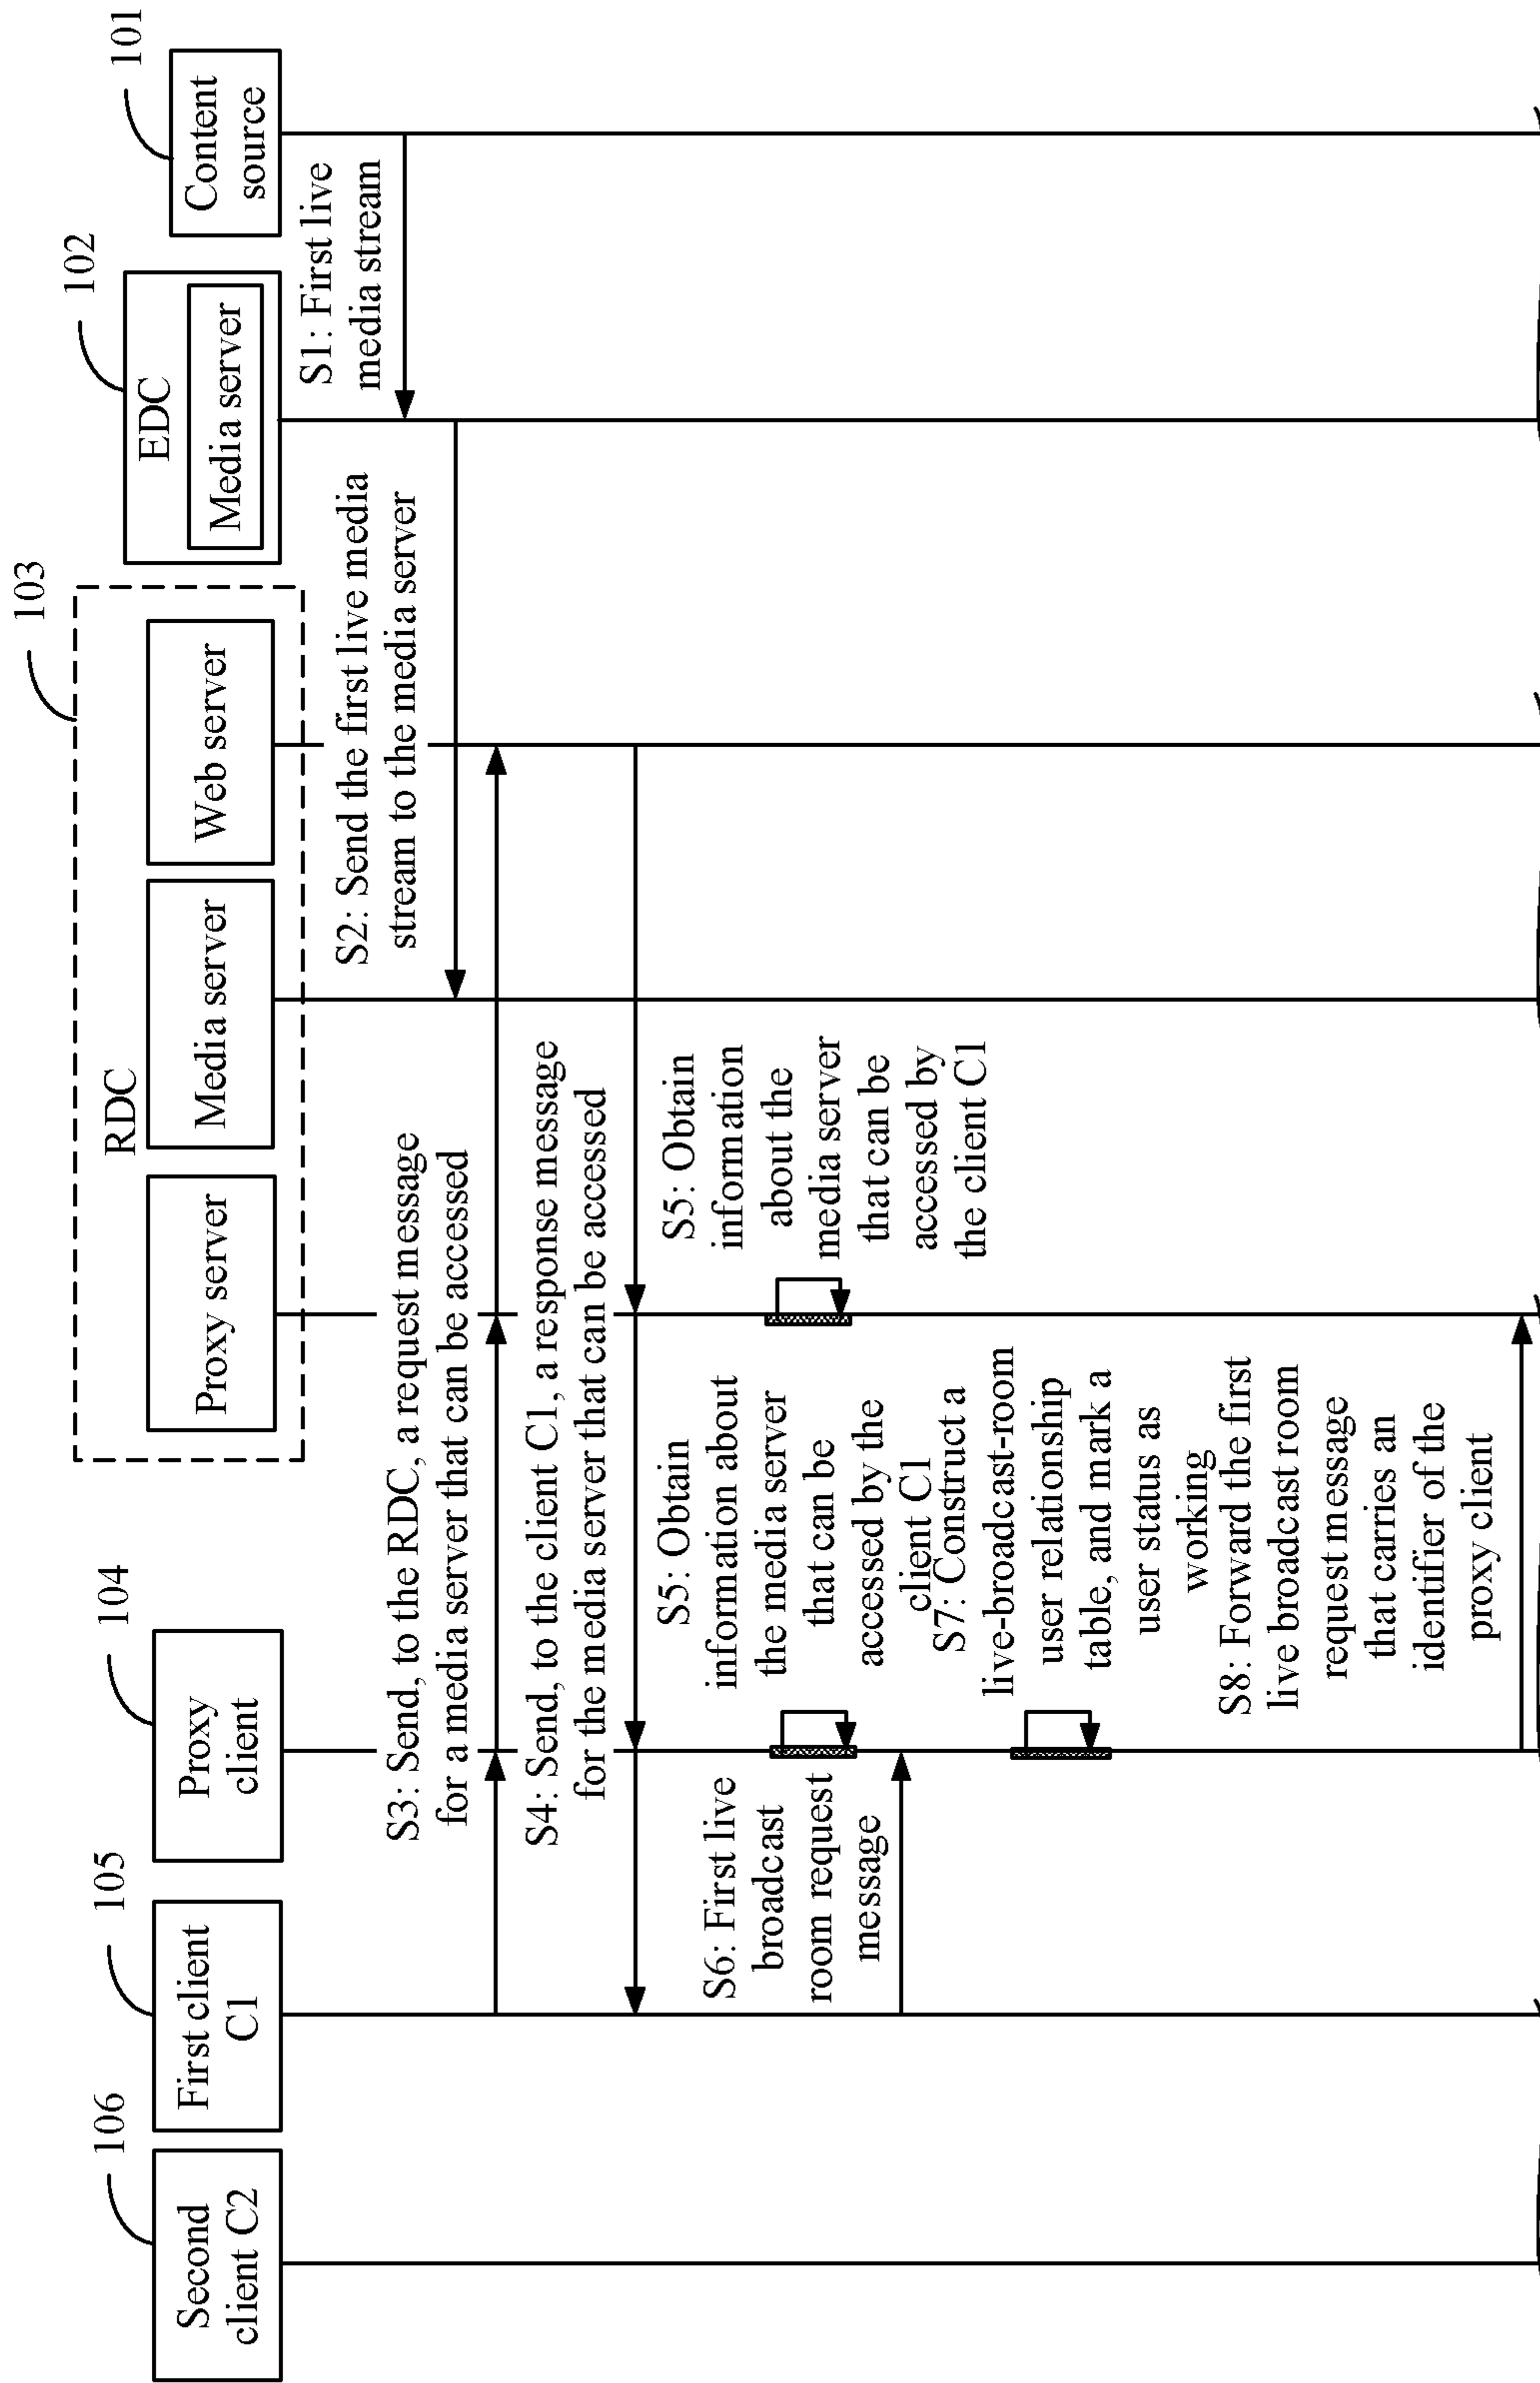 106
Second
client C2
105
First client
C1
104
Proxy
client
103
RDC
Proxy server
Media server
Web server
102
EDC
Media server
101
Content
source
S1: First live
media stream
S2: Send the first live media
stream to the media server
S3: Send, to the RDC, a request message
for a media server that can be accessed
S4: Send, to the client C1, a response message
for the media server that can be accessed
S5: Obtain
information about
the media server
that can be
accessed by the
client C1
S5: Obtain
information
about the
media server
that can be
accessed by
the client C1
S6: First live
broadcast
room request
message
S7: Construct a
live-broadcast-room
user relationship
table, and mark a
user status as
working
S8: Forward the first
live broadcast room
request message
that carries an
identifier of the
proxy client